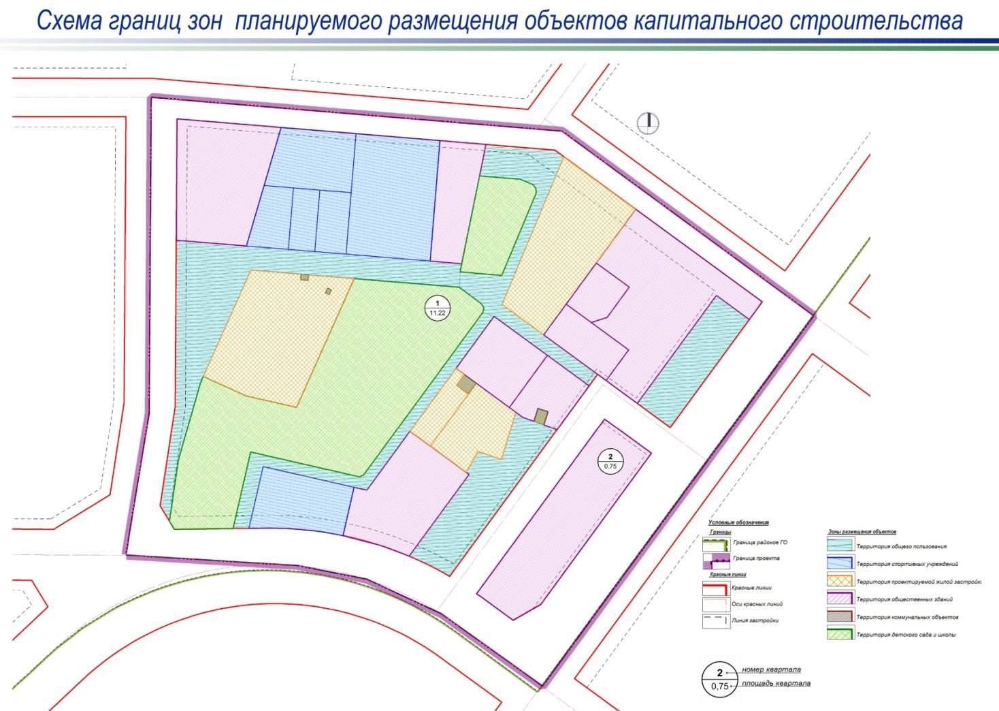 Схема границ зон планируемого размещения объектов капитального строительства
1
11,22
2
0,75
Условные обозначения
Границы
Граница районов ГО
Граница проекта
Красные линии
Красные линии
Оси красных линий
Линия застройки
Зоны размещения объектов
Территория общего пользования
Территория спортивных учреждений
Территория проектируемой жилой застройки
Территория общественных зданий
Территория коммунальных объектов
Территория детского сада и школы
2 номер квартала
0,75 площадь квартала